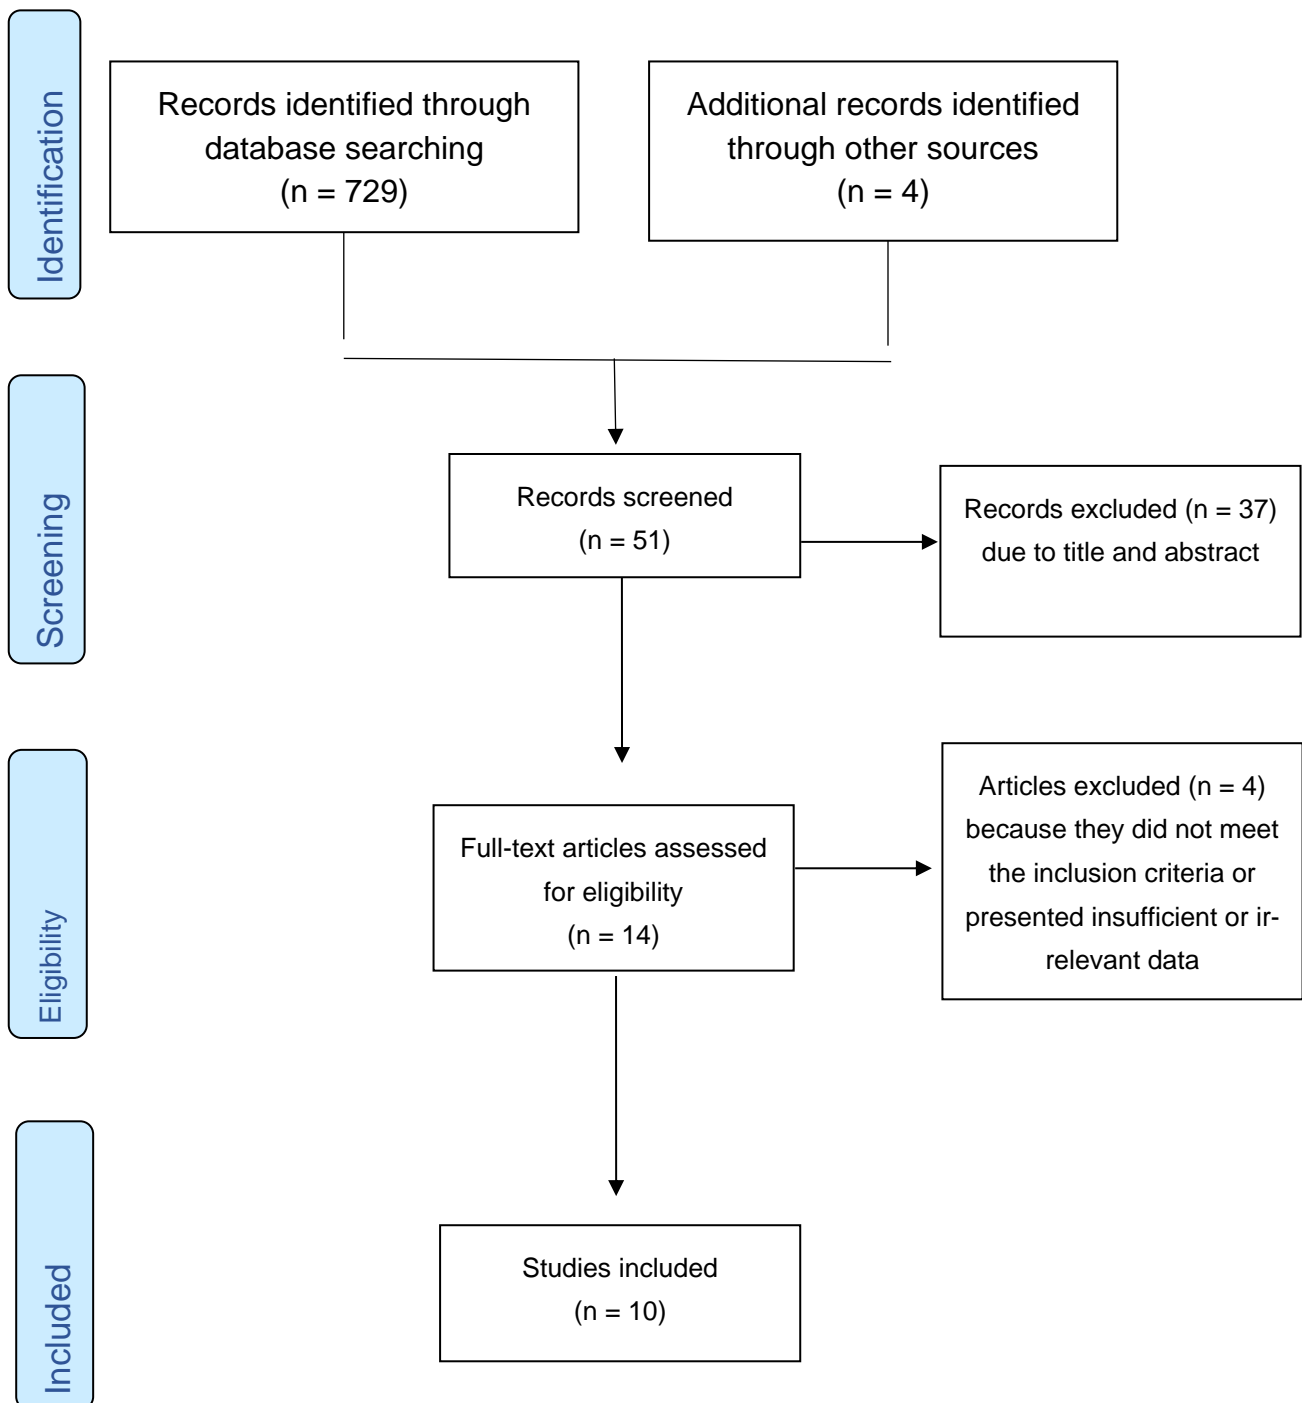 Identification
Records identified through
database searching
(n = 729)
Additional records identified
through other sources
(n = 4)
Screening
Records screened
(n = 51)
Records excluded (n = 37)
due to title and abstract
Eligibility
Full-text articles assessed
for eligibility
(n = 14)
Articles excluded (n = 4)
because they did not meet
the inclusion criteria or
presented insufficient or ir-
relevant data
Included
Studies included
(n = 10)